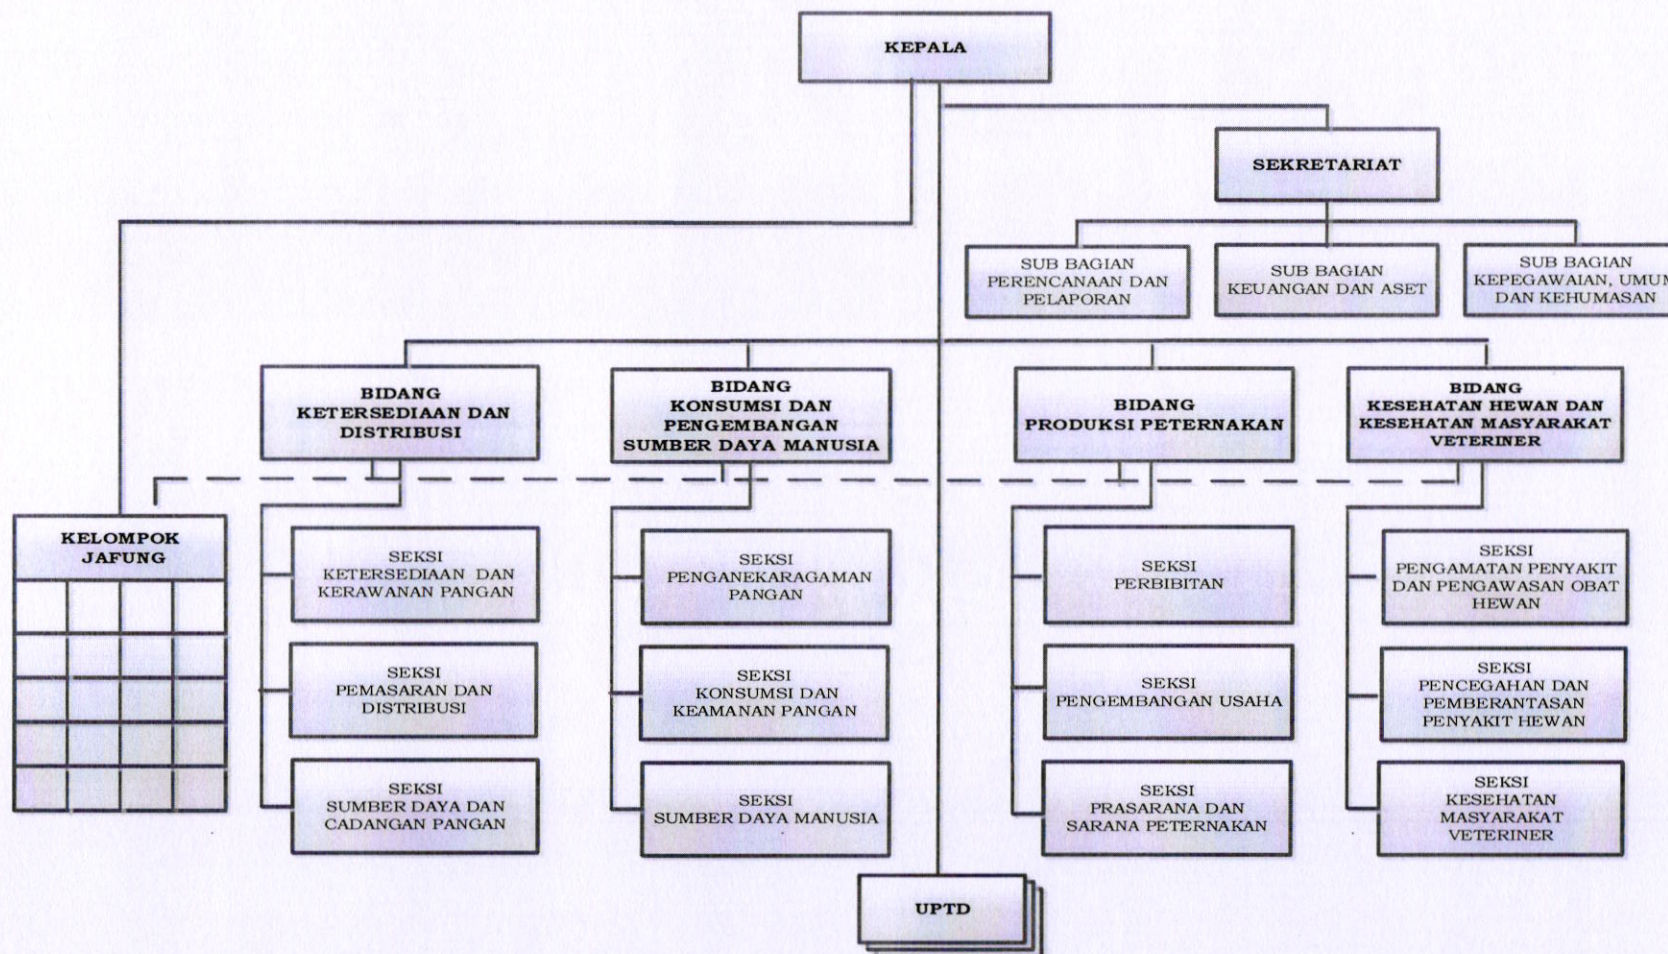 KEPALA
SEKRETARIAT
SUB BAGIAN
PERENCANAAN DAN
PELAPORAN
SUB BAGIAN
KEUANGAN DAN ASET
SUB BAGIAN
KEPEGAWAIAN, UMUM
DAN KEHUMASAN
BIDANG
KETERSEDIAAN DAN
DISTRIBUSI
BIDANG
KONSUMSI DAN
PENGEMBANGAN
SUMBER DAYA MANUSIA
BIDANG
PRODUKSI PETERNAKAN
BIDANG
KESEHATAN HEWAN DAN
KESEHATAN MASYARAKAT
VETERINER
KELOMPOK
JAFUNG
SEKSI
KETERSEDIAAN DAN
KERAWANAN PANGAN
SEKSI
PENGANEKARAGAMAN
PANGAN
SEKSI
PERBIBITAN
SEKSI
PENGAMATAN PENYAKIT
DAN PENGAWASAN OBAT
HEWAN
SEKSI
PEMASARAN DAN
DISTRIBUSI
SEKSI
KONSUMSI DAN
KEAMANAN PANGAN
SEKSI
PENGEMBANGAN USAHA
SEKSI
PENCEGAHAN DAN
PEMBERANTASAN
PENYAKIT HEWAN
SEKSI
SUMBER DAYA DAN
CADANGAN PANGAN
SEKSI
SUMBER DAYA MANUSIA
SEKSI
PRASARANA DAN
SARANA PETERNAKAN
SEKSI
KESEHATAN
MASYARAKAT
VETERINER
UPTD